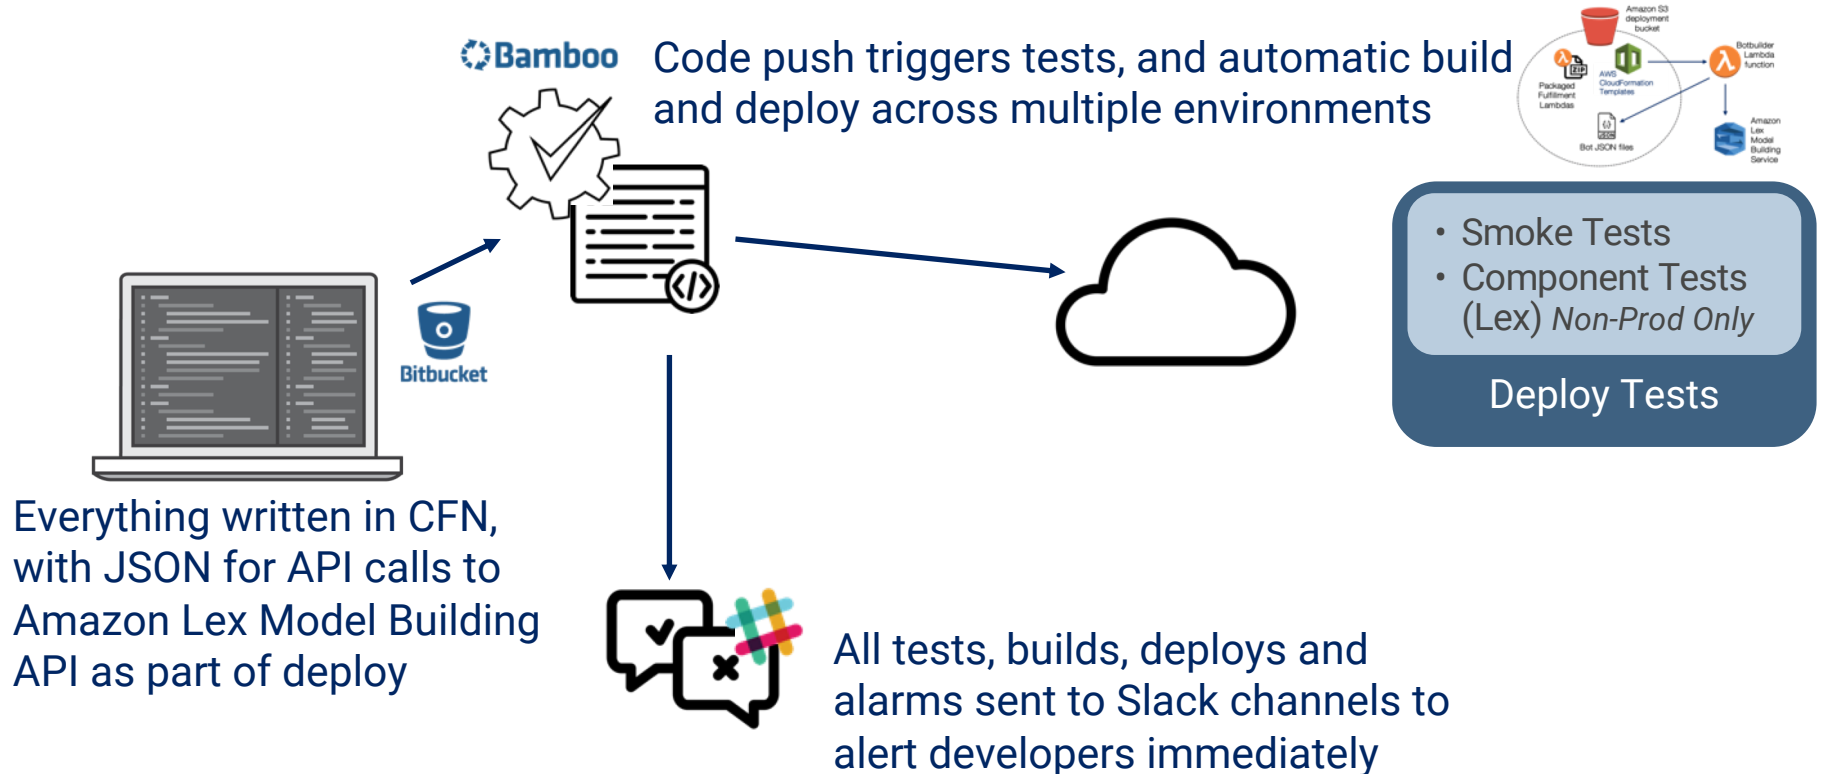 Bamboo
Code push triggers tests, and automatic build
and deploy across multiple environments
Amazon S3
deployment
bucket
Botbuilder
Lambda
function
ZIP
AWS
CloudFormation
Templates
Packaged
Fulfillment
Lambdas
{;}
JSON
Bot JSON files
Amazon
Lex
Model
Building
Service
• Smoke Tests
• Component Tests
(Lex) Non-Prod Only
Deploy Tests
</>
Bitbucket
Everything written in CFN,
with JSON for API calls to
Amazon Lex Model Building
API as part of deploy
All tests, builds, deploys and
alarms sent to Slack channels to
alert developers immediately